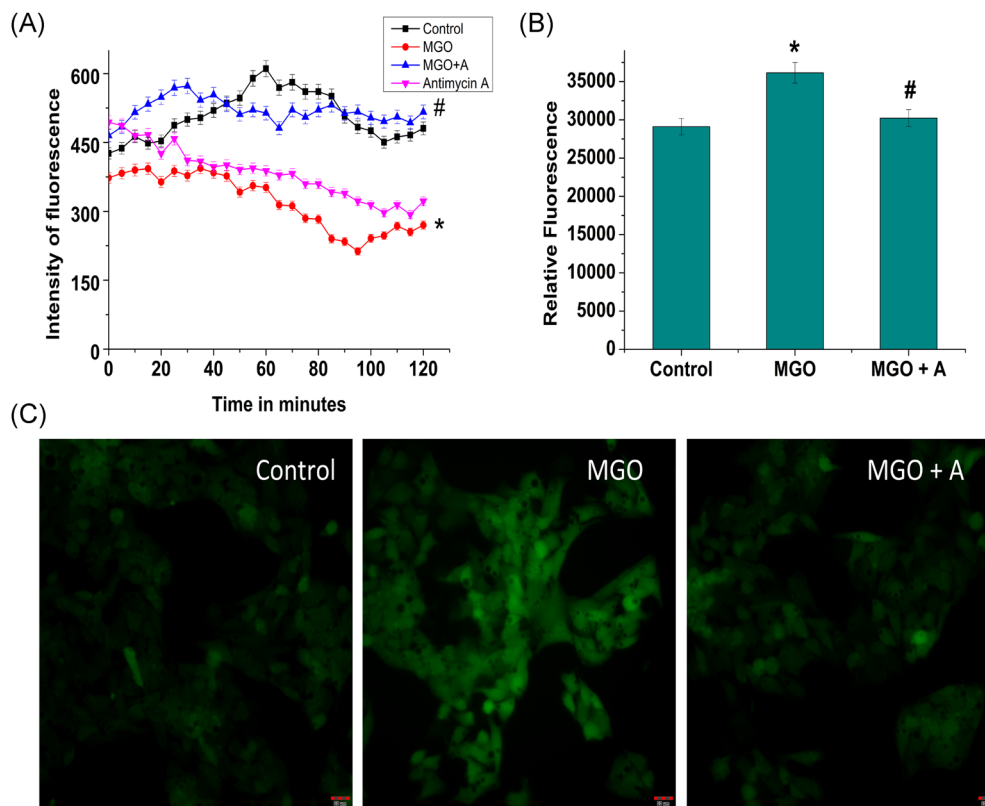 (A)
Control
MGO
MGO+A
Antimycin A
600
450
300
150
0
Intensity of fluorescence
#
*
0 20 40 60 80 100 120
Time in minutes
(B)
35000
30000
25000
20000
15000
10000
5000
0
Relative Fluorescence
*
#
Control MGO MGO + A
(C)
Control MGO MGO + A